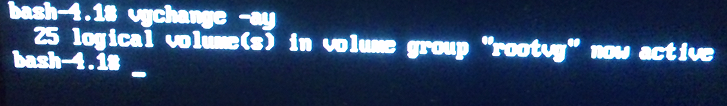 bash-4.1# vgchange -ay
  25 logical volume(s) in volume group "rootvg" now active
bash-4.1# _